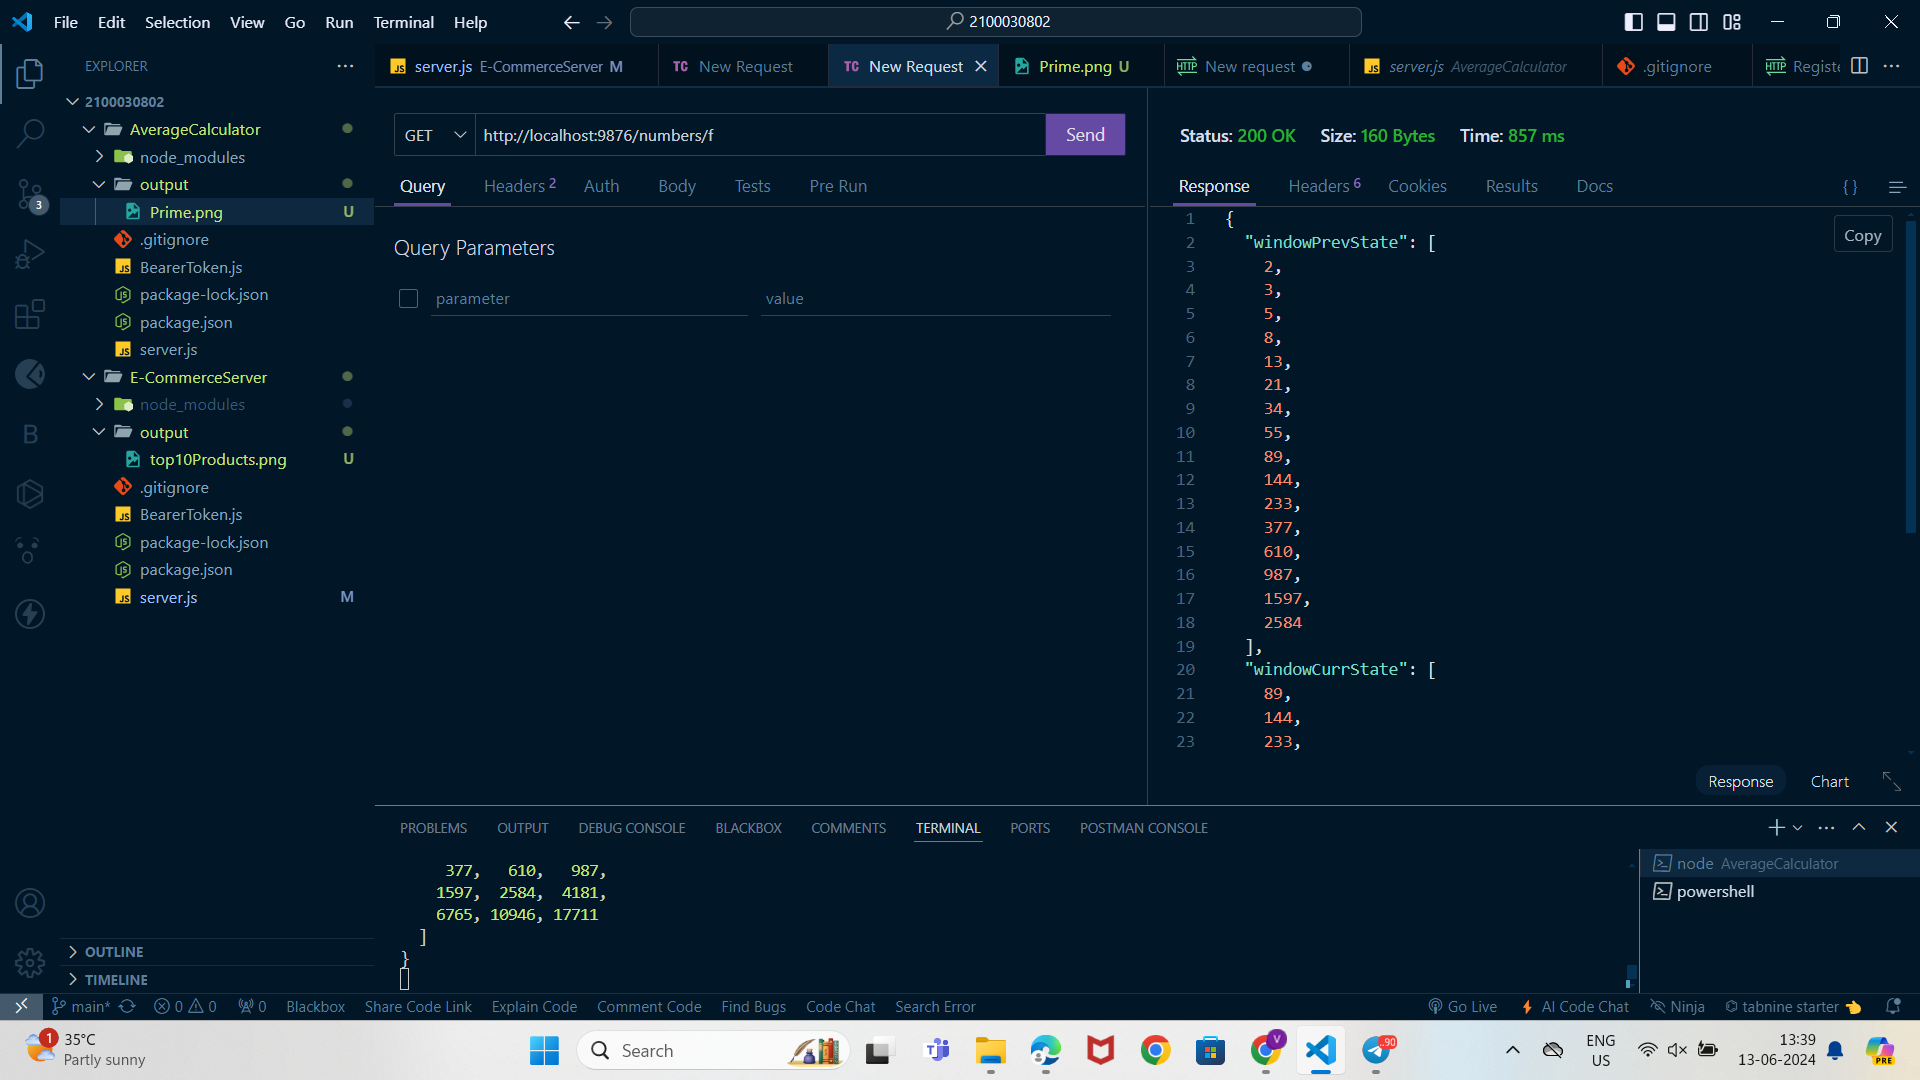 File Edit Selection View Go Run Terminal Help
2100030802
EXPLORER
2100030802
AverageCalculator
node_modules
output
Prime.png U
.gitignore
BearerToken.js
package-lock.json
package.json
server.js
E-CommerceServer
node_modules
output
top10Products.png U
.gitignore
BearerToken.js
package-lock.json
package.json
server.js M
OUTLINE
TIMELINE
server.js E-CommerceServer M
TC New Request
TC New Request
Prime.png U
HTTP New request
server.js AverageCalculator
.gitignore
HTTP Registe
GET http://localhost:9876/numbers/f Send
Query Headers 2 Auth Body Tests Pre Run
Query Parameters
parameter value
Status: 200 OK Size: 160 Bytes Time: 857 ms
Response Headers 6 Cookies Results Docs { }
Copy
1 {
2 "windowPrevState": [
3 2,
4 3,
5 5,
6 8,
7 13,
8 21,
9 34,
10 55,
11 89,
12 144,
13 233,
14 377,
15 610,
16 987,
17 1597,
18 2584
19 ],
20 "windowCurrState": [
21 89,
22 144,
23 233,
Response Chart
PROBLEMS OUTPUT DEBUG CONSOLE BLACKBOX COMMENTS TERMINAL PORTS POSTMAN CONSOLE
377, 610, 987,
1597, 2584, 4181,
6765, 10946, 17711
]
}
node AverageCalculator
powershell
3
B
main* 0 0 0 Blackbox Share Code Link Explain Code Comment Code Find Bugs Code Chat Search Error Go Live AI Code Chat Ninja tabnine starter
1
35°C
Partly sunny
Search
V
90
ENG
US
13:39
13-06-2024
PRE